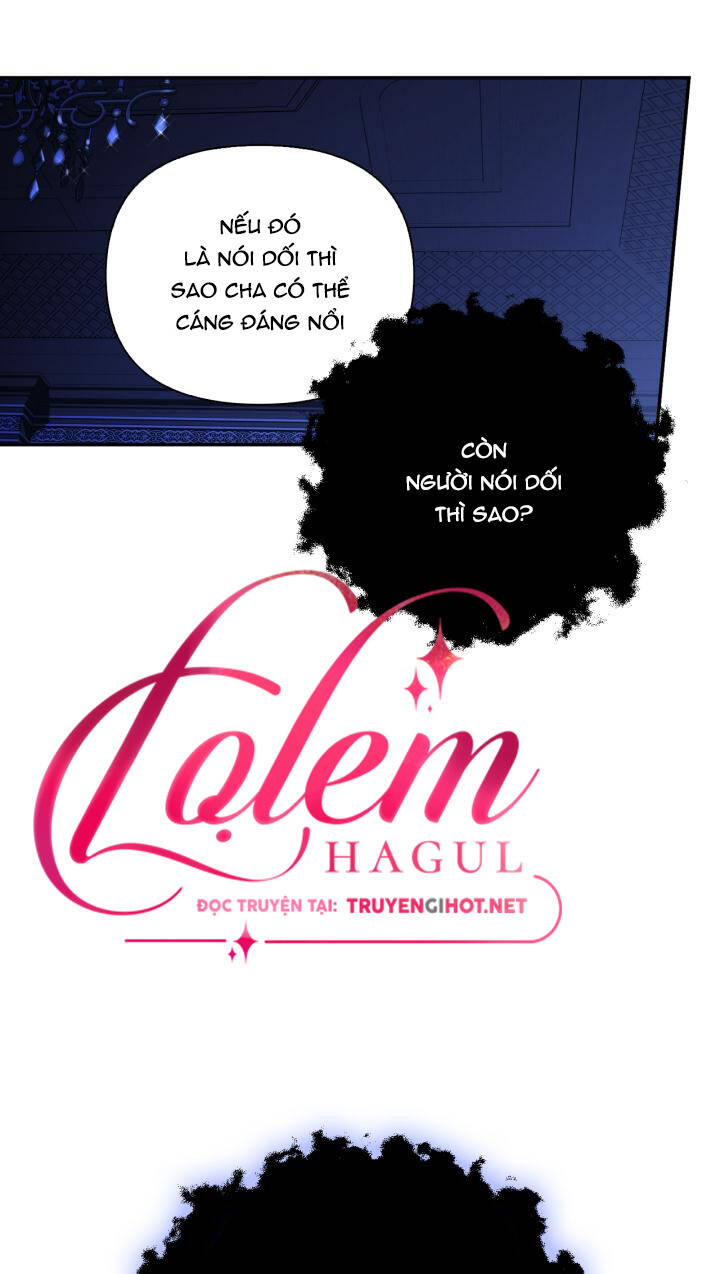 NẾU ĐÓ
LÀ NÓI DỐI THÌ
SAO CHA CÓ THỂ
CÁNG ĐÁNG NỔI
CÒN
NGƯỜI NÓI DỐI
THÌ SAO?
Lọlem
HAGUL
ĐỌC TRUYỆN TẠI: TRUYENGIHOT.NET